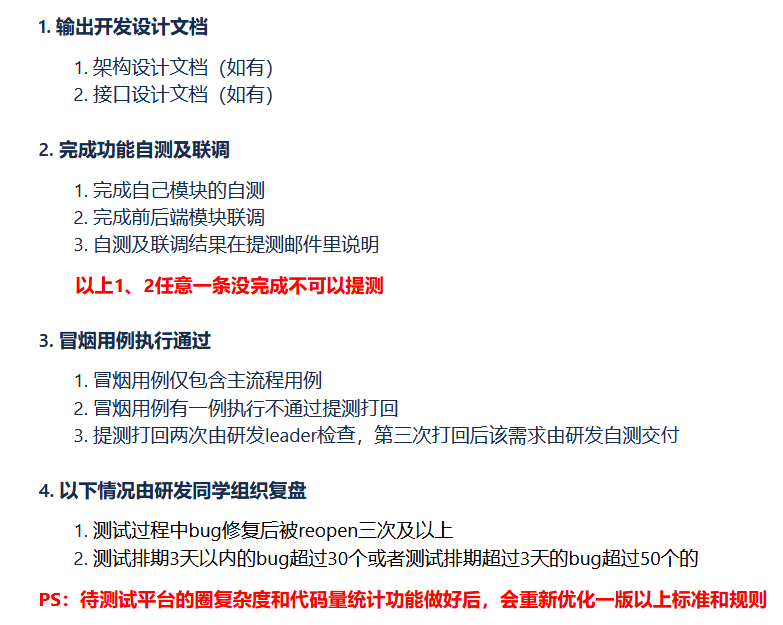 1. 输出开发设计文档
1. 架构设计文档（如有）
2. 接口设计文档（如有）
2. 完成功能自测及联调
1. 完成自己模块的自测
2. 完成前后端模块联调
3. 自测及联调结果在提测邮件里说明
以上1、2任意一条没完成不可以提测
3. 冒烟用例执行通过
1. 冒烟用例仅包含主流程用例
2. 冒烟用例有一例执行不通过提测打回
3. 提测打回两次由研发leader检查，第三次打回后该需求由研发自测交付
4. 以下情况由研发同学组织复盘
1. 测试过程中bug修复后被reopen三次及以上
2. 测试排期3天以内的bug超过30个或者测试排期超过3天的bug超过50个的
PS：待测试平台的圈复杂度和代码量统计功能做好后，会重新优化一版以上标准和规则